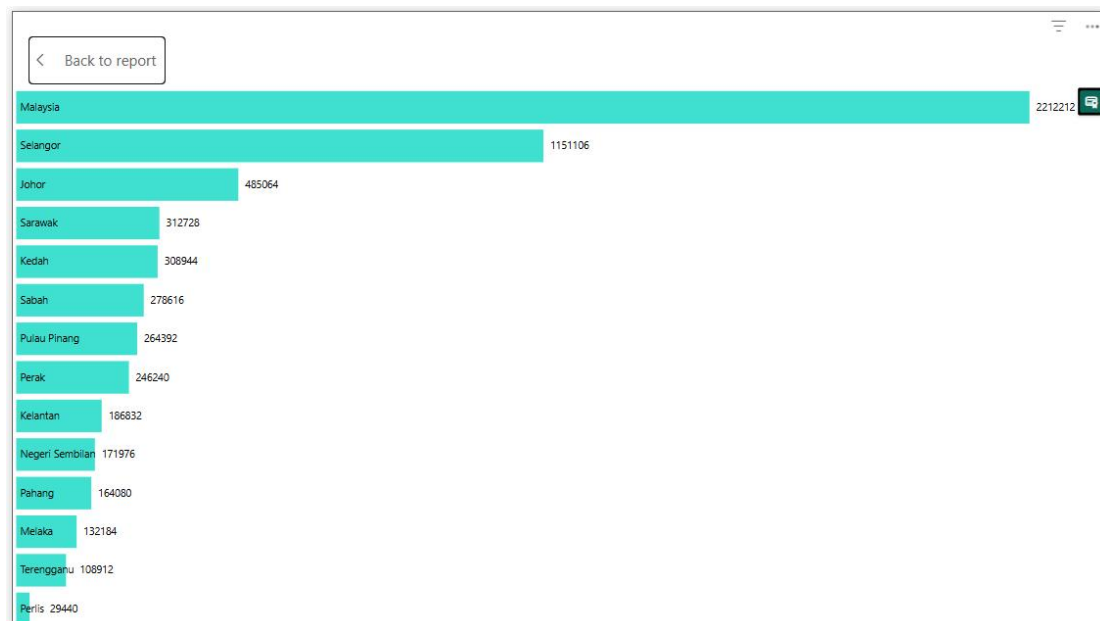 Back to report
Malaysia 2212212
Selangor 1151106
Johor 485064
Sarawak 312728
Kedah 308944
Sabah 278616
Pulau Pinang 264392
Perak 246240
Kelantan 186832
Negeri Sembilan 171976
Pahang 164080
Melaka 132184
Terengganu 108912
Perlis 29440